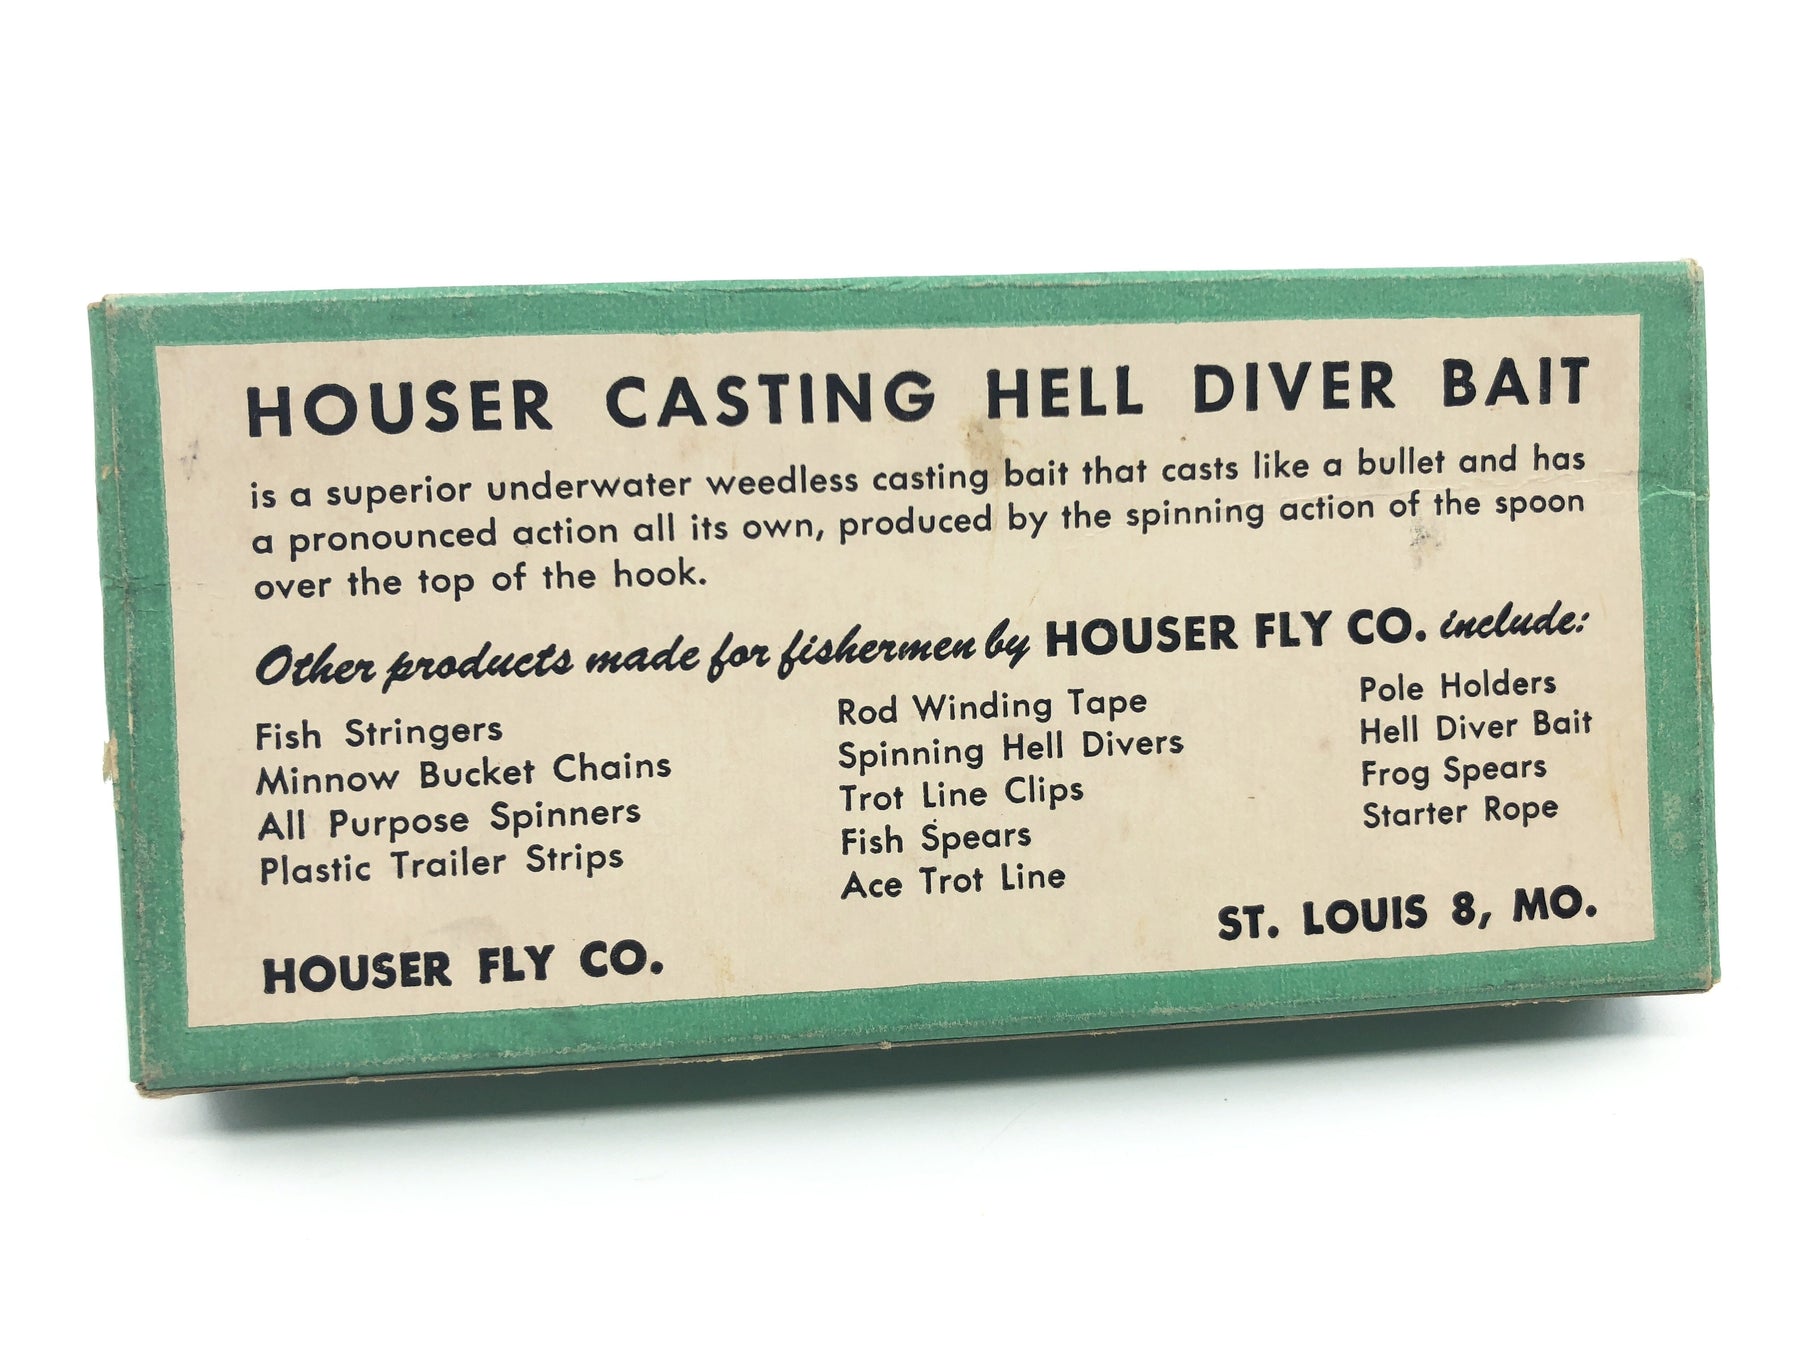 HOUSER CASTING HELL DIVER BAIT
is a superior underwater weedless casting bait that casts like a bullet and has
a pronounced action all its own, produced by the spinning action of the spoon
over the top of the hook.
Other products made for fishermen by HOUSER FLY CO. include:
Fish Stringers
Minnow Bucket Chains
All Purpose Spinners
Plastic Trailer Strips
Rod Winding Tape
Spinning Hell Divers
Trot Line Clips
Fish Spears
Ace Trot Line
Pole Holders
Hell Diver Bait
Frog Spears
Starter Rope
HOUSER FLY CO.
ST. LOUIS 8, MO.